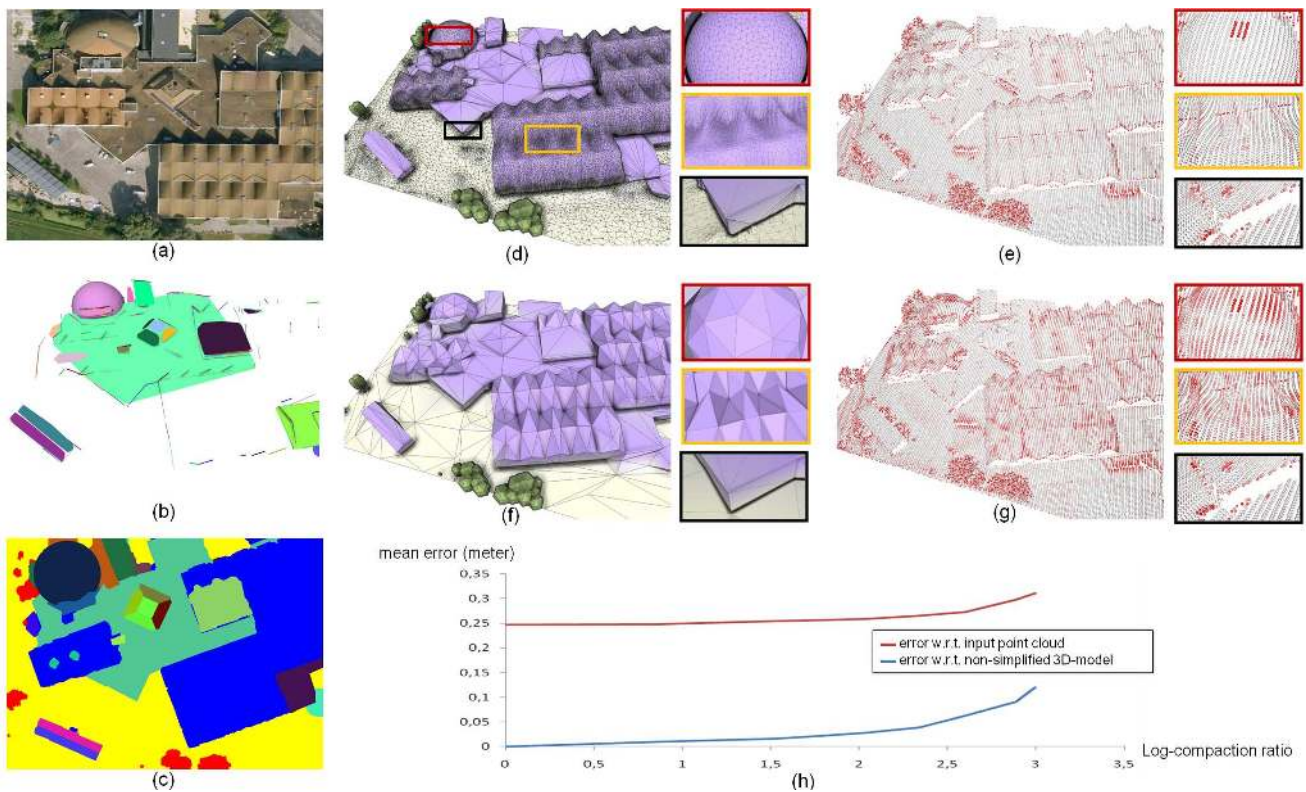 (a)
(d)
(e)
(b)
(f)
(g)
mean error (meter)
0,35
0,3
0,25
0,2
0,15
0,1
0,05
0
error w.r.t. input point cloud
error w.r.t. non-simplified 3D-model
0 0,5 1 1,5 2 2,5 3 3,5
Log-compaction ratio
(c)
(h)